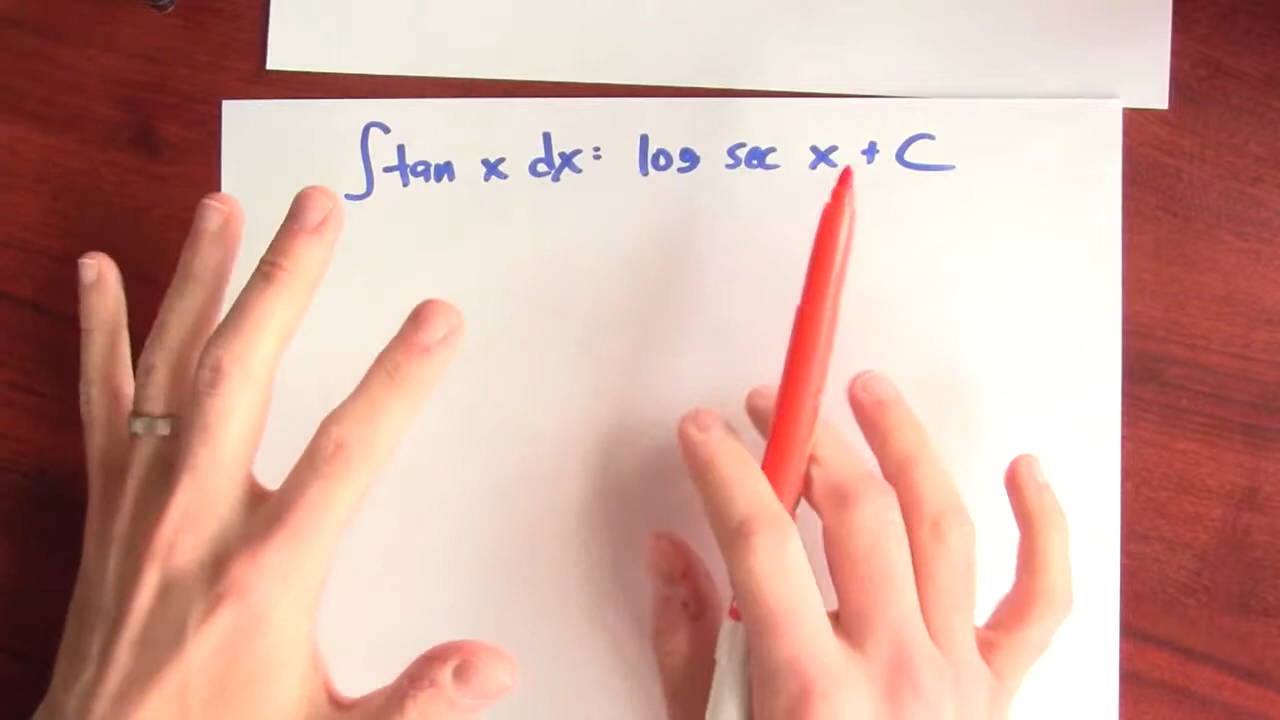 ∫tan x dx= log sec x + C